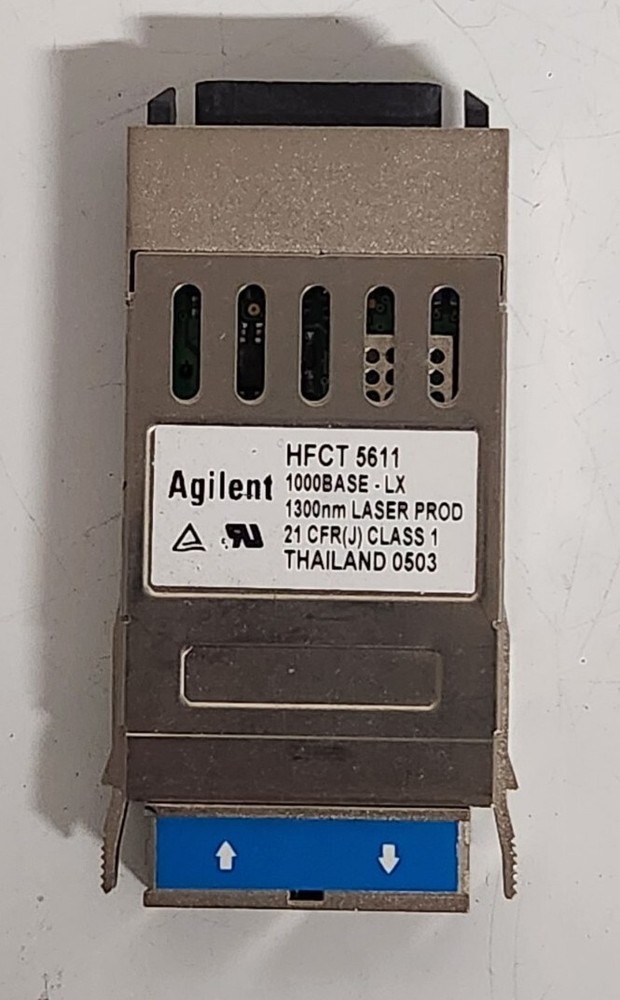 HFCT 5611
Agilent
1000BASE - LX
1300nm LASER PROD
21 CFR(J) CLASS 1
THAILAND 0503